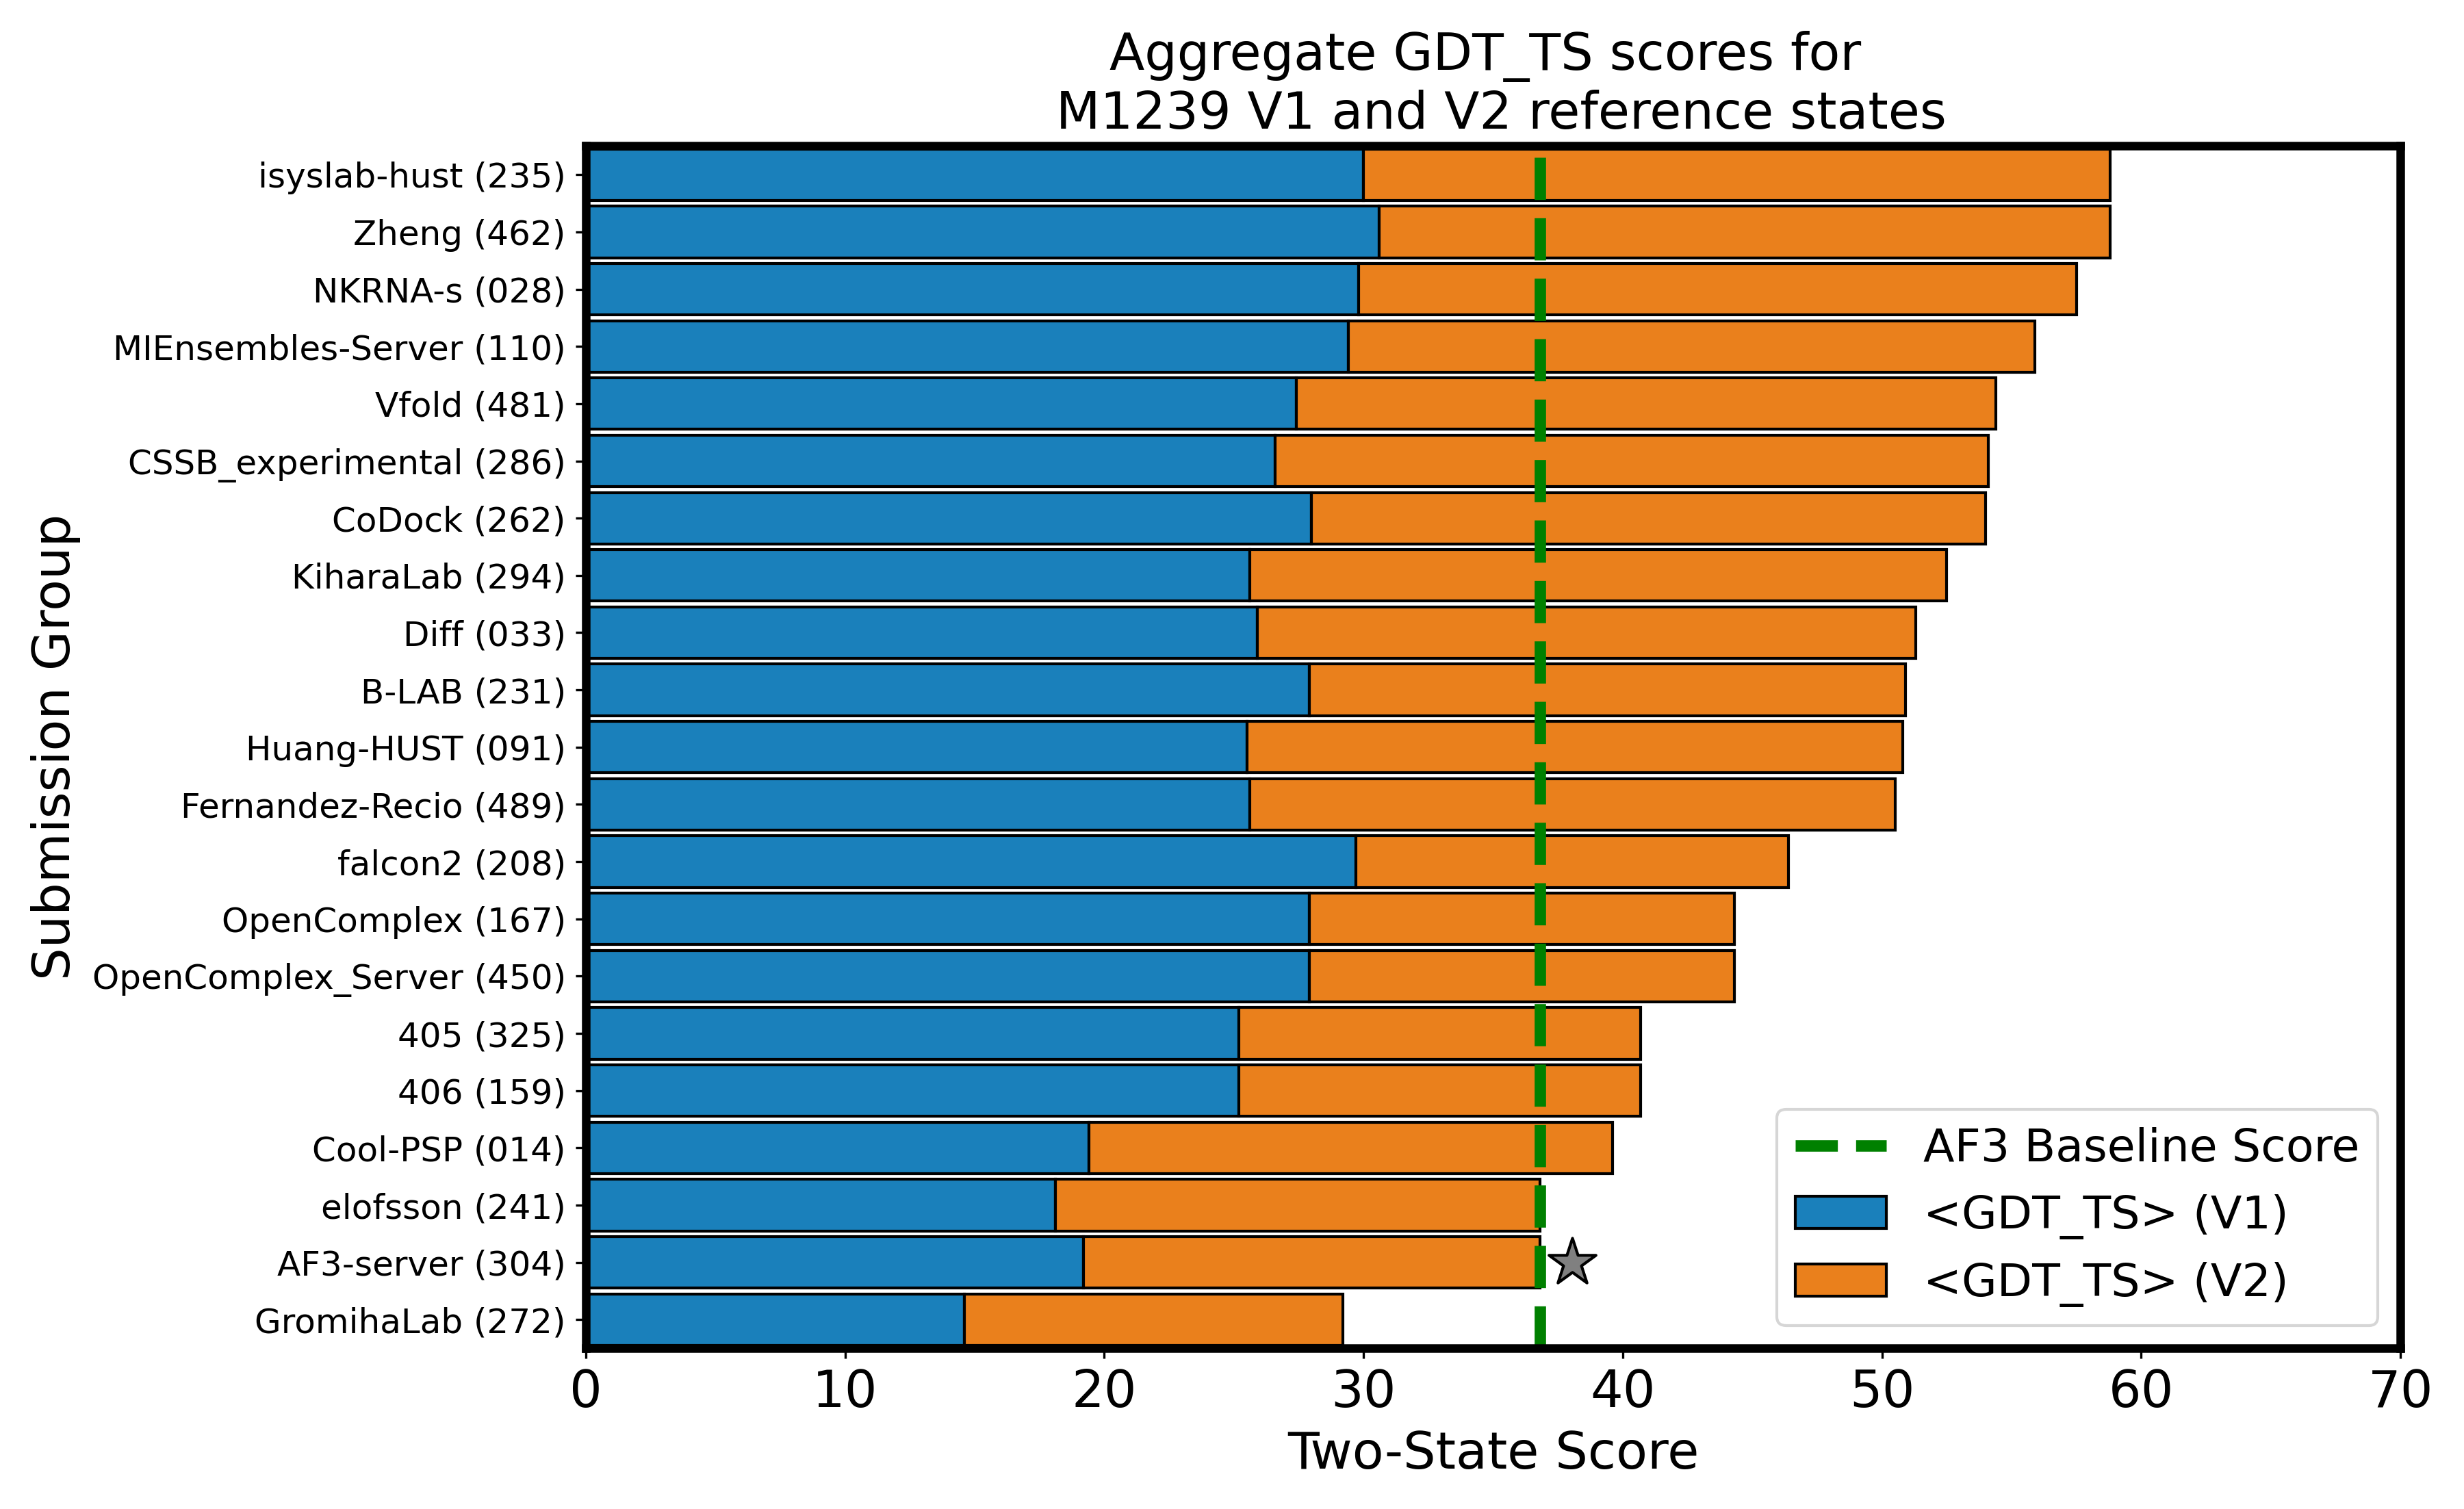 Aggregate GDT_TS scores for
M1239 V1 and V2 reference states
Submission Group
isyslab-hust (235)
Zheng (462)
NKRNA-s (028)
MIEnsembles-Server (110)
Vfold (481)
CSSB_experimental (286)
CoDock (262)
KiharaLab (294)
Diff (033)
B-LAB (231)
Huang-HUST (091)
Fernandez-Recio (489)
falcon2 (208)
OpenComplex (167)
OpenComplex_Server (450)
405 (325)
406 (159)
Cool-PSP (014)
elofsson (241)
AF3-server (304)
GromihaLab (272)
AF3 Baseline Score
<GDT_TS> (V1)
<GDT_TS> (V2)
0 10 20 30 40 50 60 70
Two-State Score